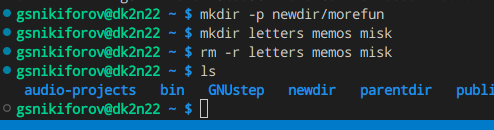 gsnikiforov@dk2n22 ~ $ mkdir -p newdir/morefun
gsnikiforov@dk2n22 ~ $ mkdir letters memos misk
gsnikiforov@dk2n22 ~ $ rm -r letters memos misk
gsnikiforov@dk2n22 ~ $ ls
audio-projects bin GNUstep newdir parentdir publi
gsnikiforov@dk2n22 ~ $